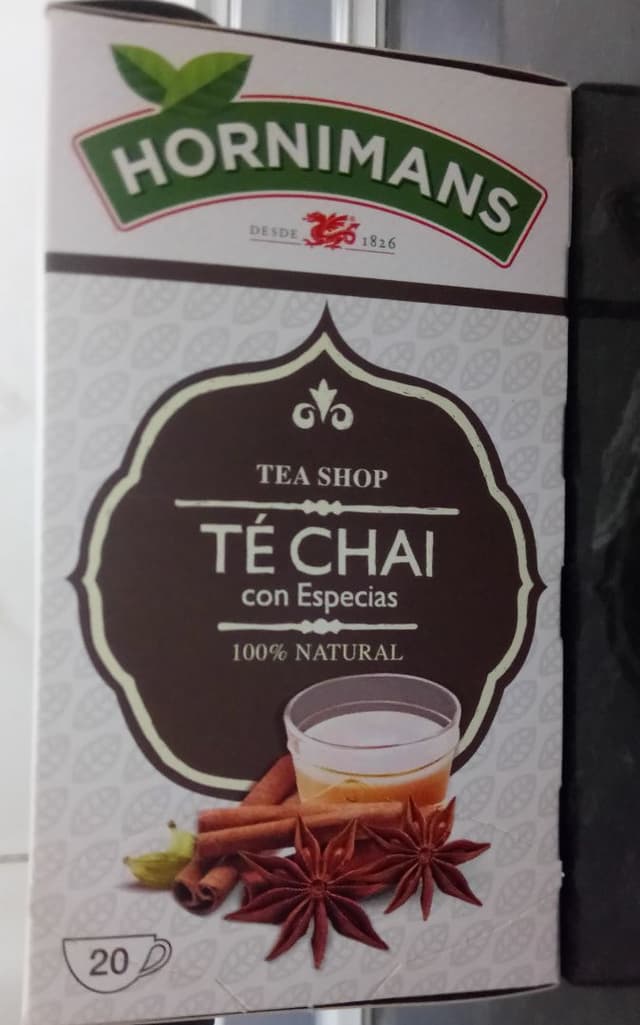 HORNIMANS
DESDE 1826
TEA SHOP
TÉ CHAI
con Especias
100% NATURAL
20